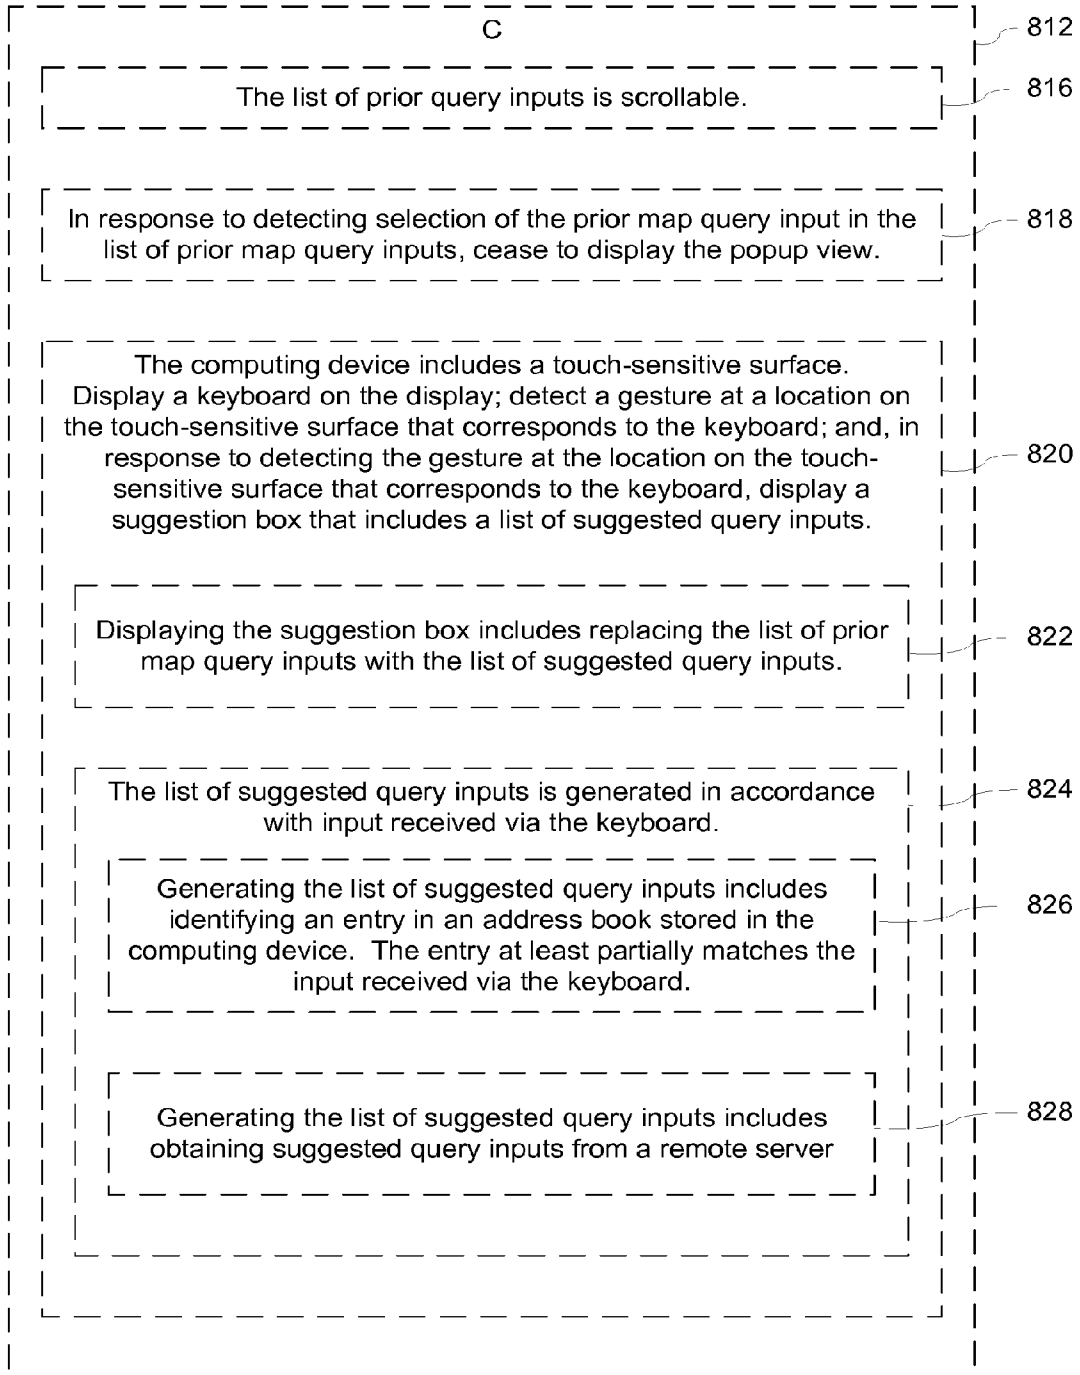 C
812
The list of prior query inputs is scrollable.
816
In response to detecting selection of the prior map query input in the
list of prior map query inputs, cease to display the popup view.
818
The computing device includes a touch-sensitive surface.
Display a keyboard on the display; detect a gesture at a location on
the touch-sensitive surface that corresponds to the keyboard; and, in
response to detecting the gesture at the location on the touch-
sensitive surface that corresponds to the keyboard, display a
suggestion box that includes a list of suggested query inputs.
820
Displaying the suggestion box includes replacing the list of prior
map query inputs with the list of suggested query inputs.
822
The list of suggested query inputs is generated in accordance
with input received via the keyboard.
824
Generating the list of suggested query inputs includes
identifying an entry in an address book stored in the
computing device.  The entry at least partially matches the
input received via the keyboard.
826
Generating the list of suggested query inputs includes
obtaining suggested query inputs from a remote server
828